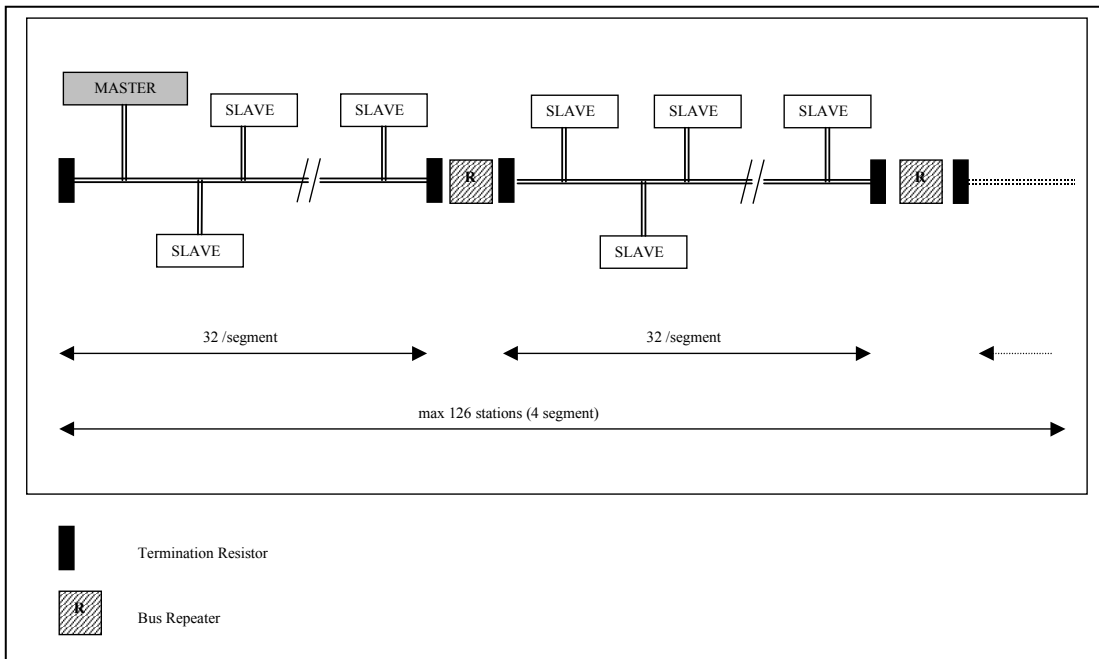 MASTER
SLAVE
SLAVE
SLAVE
SLAVE
SLAVE
R
R
SLAVE
SLAVE
32 /segment
32 /segment
max 126 stations (4 segment)
Termination Resistor
R
Bus Repeater